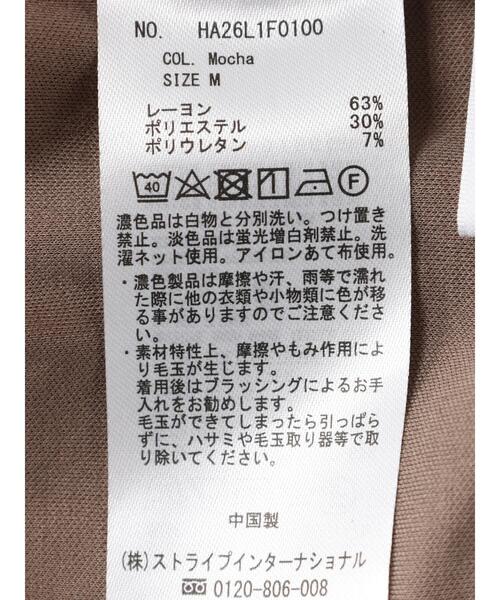 NO. HA26L1F0100
COL. Mocha
SIZE M
レーヨン 63%
ポリエステル 30%
ポリウレタン 7%
40 F
濃色品は白物と分別洗い。つけ置き
禁止。淡色品は蛍光増白剤禁止。洗
濯ネット使用。アイロンあて布使用。
・濃色製品は摩擦や汗、雨等で濡れ
た際に他の衣類や小物類に色が移
る事がありますのでご注意くださ
い。
・素材特性上、摩擦やもみ作用によ
り毛玉が生じます。
着用後はブラッシングによるお手
入れをお勧めします。
毛玉ができてしまったら引っぱら
ずに、ハサミや毛玉取り器等で取
り除いてください。
中国製
(株)ストライプインターナショナル
0120-806-008